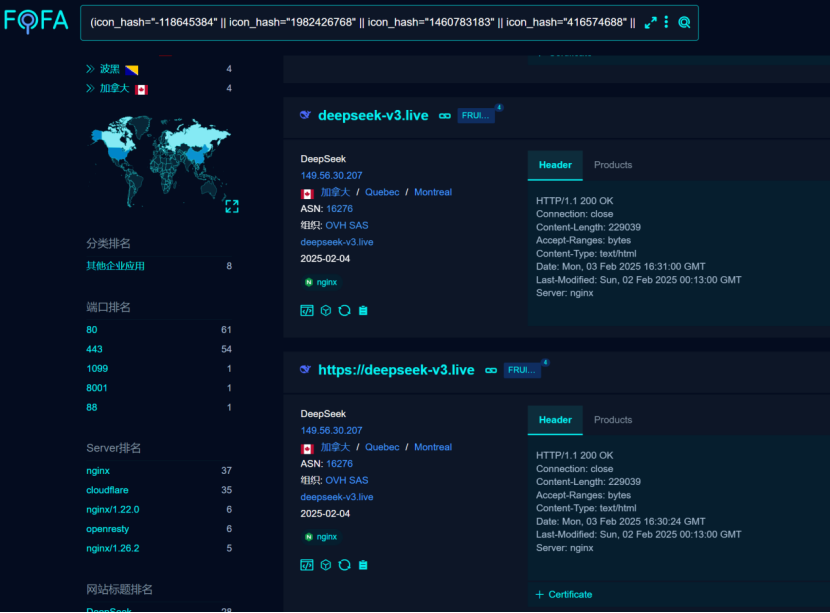 FOFA
(icon_hash="-118645384" || icon_hash="1982426768" || icon_hash="1460783183" || icon_hash="416574688" ||
波黑 4
加拿大 4
分类排名
其他企业应用 8
端口排名
80 61
443 54
1099 1
8001 1
88 1
Server排名
nginx 37
cloudflare 35
nginx/1.22.0 6
openresty 6
nginx/1.26.2 5
网站标题排名
DeepSeek 28
deepseek-v3.live FRUI... 4
DeepSeek
149.56.30.207
加拿大 / Quebec / Montreal
ASN: 16276
组织: OVH SAS
deepseek-v3.live
2025-02-04
nginx
Header Products
HTTP/1.1 200 OK
Connection: close
Content-Length: 229039
Accept-Ranges: bytes
Content-Type: text/html
Date: Mon, 03 Feb 2025 16:31:00 GMT
Last-Modified: Sun, 02 Feb 2025 00:13:00 GMT
Server: nginx
https://deepseek-v3.live FRUI... 4
DeepSeek
149.56.30.207
加拿大 / Quebec / Montreal
ASN: 16276
组织: OVH SAS
deepseek-v3.live
2025-02-04
nginx
Header Products
HTTP/1.1 200 OK
Connection: close
Content-Length: 229039
Accept-Ranges: bytes
Content-Type: text/html
Date: Mon, 03 Feb 2025 16:30:24 GMT
Last-Modified: Sun, 02 Feb 2025 00:13:00 GMT
Server: nginx
+ Certificate